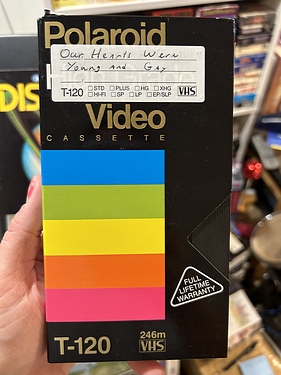 Polaroid
Our Hearts Were
Young And Gay
T-120 □STD □PLUS □HG □XHG
□HI-FI □SP □LP □EP/SLP VHS
Video
CASSETTE
FULL
LIFETIME
WARRANTY
T-120
246m
VHS
DIS